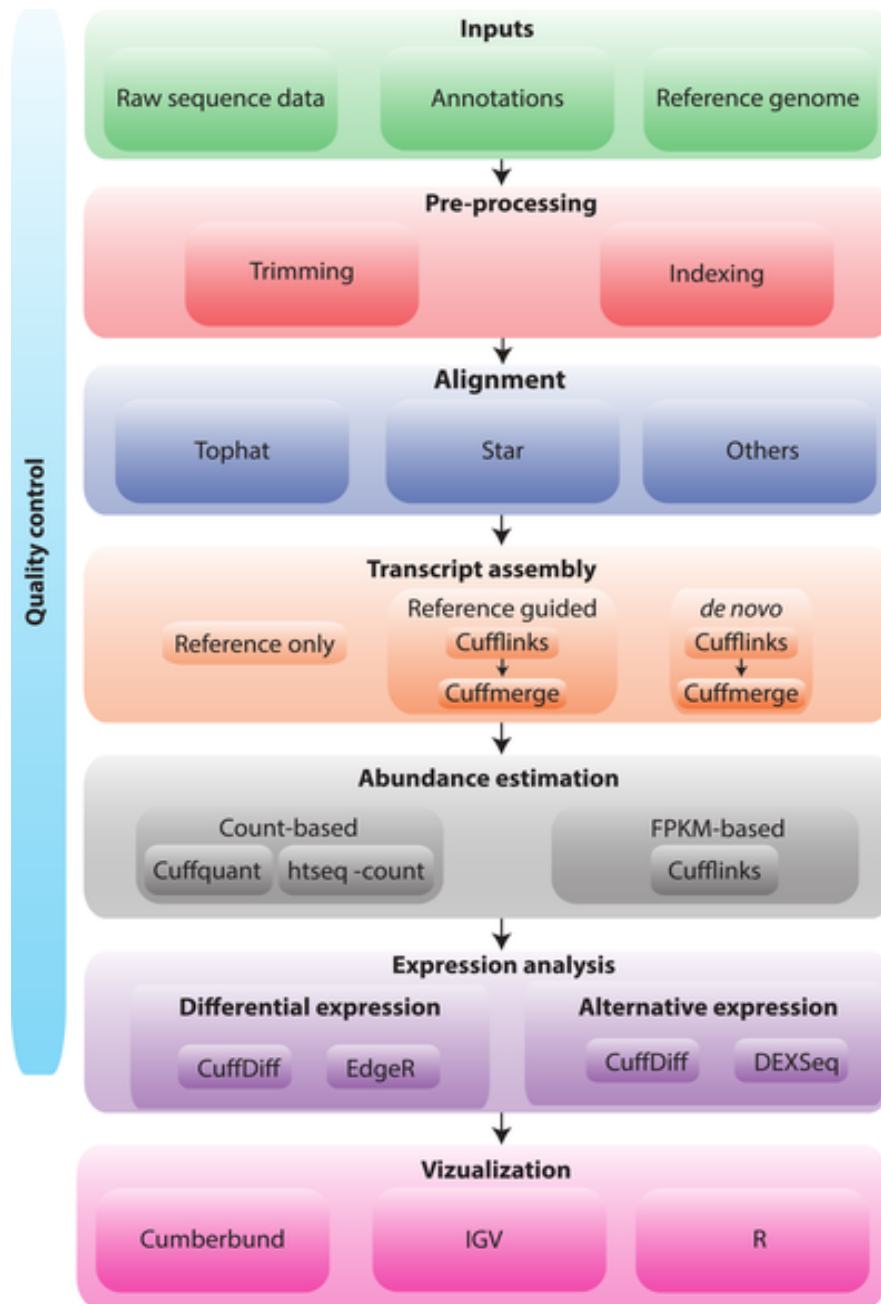 Quality control
Inputs
Raw sequence data
Annotations
Reference genome
Pre-processing
Trimming
Indexing
Alignment
Tophat
Star
Others
Transcript assembly
Reference only
Reference guided
Cufflinks
Cuffmerge
de novo
Cufflinks
Cuffmerge
Abundance estimation
Count-based
Cuffquant
htseq -count
FPKM-based
Cufflinks
Expression analysis
Differential expression
CuffDiff
EdgeR
Alternative expression
CuffDiff
DEXSeq
Vizualization
Cumberbund
IGV
R